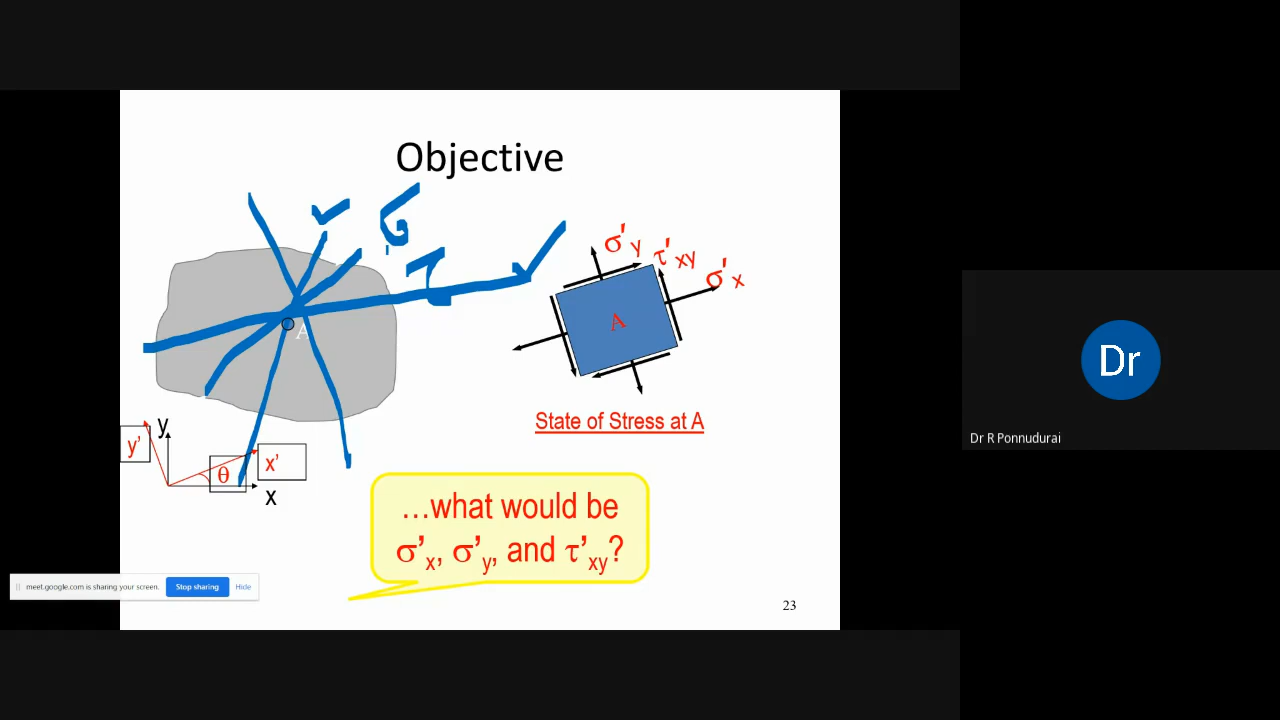 Objective
σ
τ
σ'y
τ'xy
σ'x
A
A
State of Stress at A
y
y'
x'
θ
x
...what would be
σ'x, σ'y, and τ'xy?
meet.google.com is sharing your screen.
Stop sharing
Hide
23
Dr
Dr R Ponnudurai